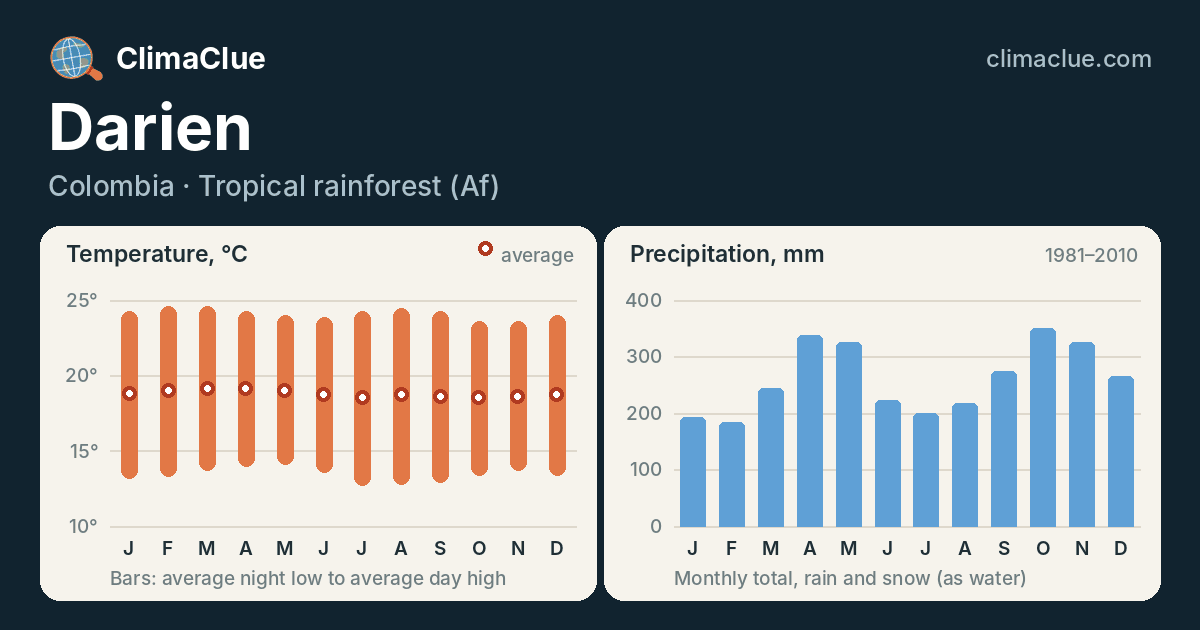 ClimaClue
climaclue.com
Darien
Colombia · Tropical rainforest (Af)
Temperature, °C
average
25°
20°
15°
10°
J F M A M J J A S O N D
Bars: average night low to average day high
Precipitation, mm
1981–2010
400
300
200
100
0
J F M A M J J A S O N D
Monthly total, rain and snow (as water)